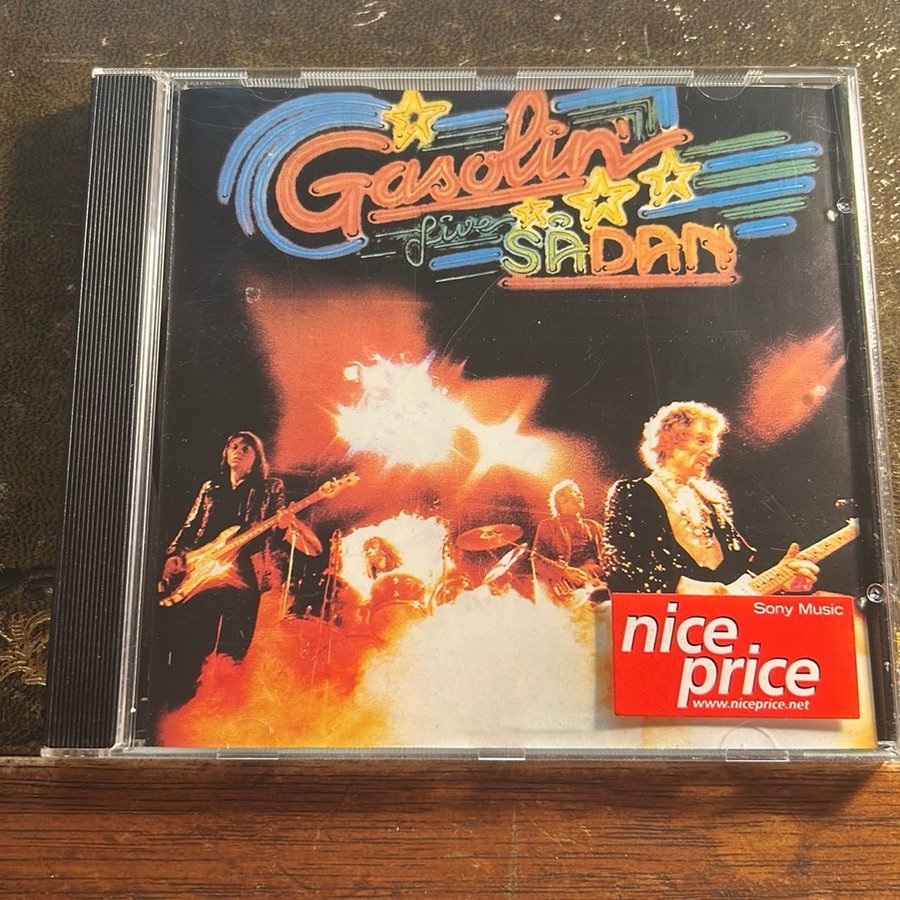 Gasolin'
Live SÅDAN
Sony Music
nice
price
www.niceprice.net